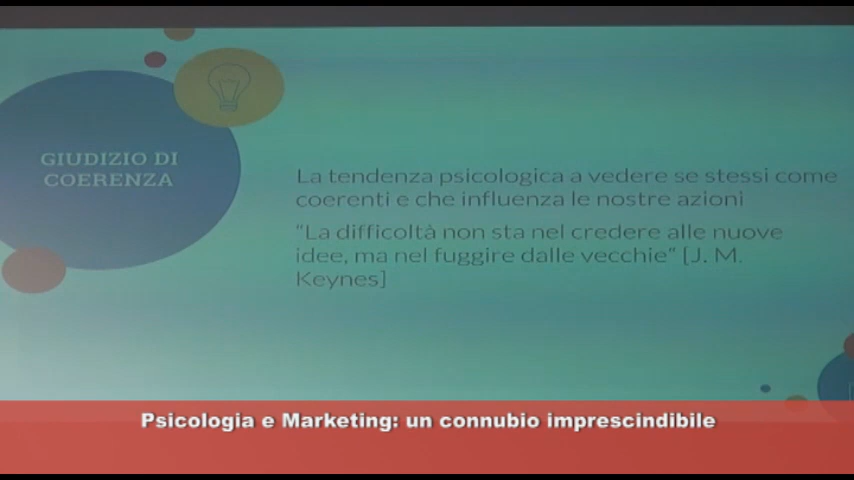 GIUDIZIO DI
COERENZA
La tendenza psicologica a vedere se stessi come
coerenti e che influenza le nostre azioni
“La difficoltà non sta nel credere alle nuove
idee, ma nel fuggire dalle vecchie“ [J. M.
Keynes]
Psicologia e Marketing: un connubio imprescindibile